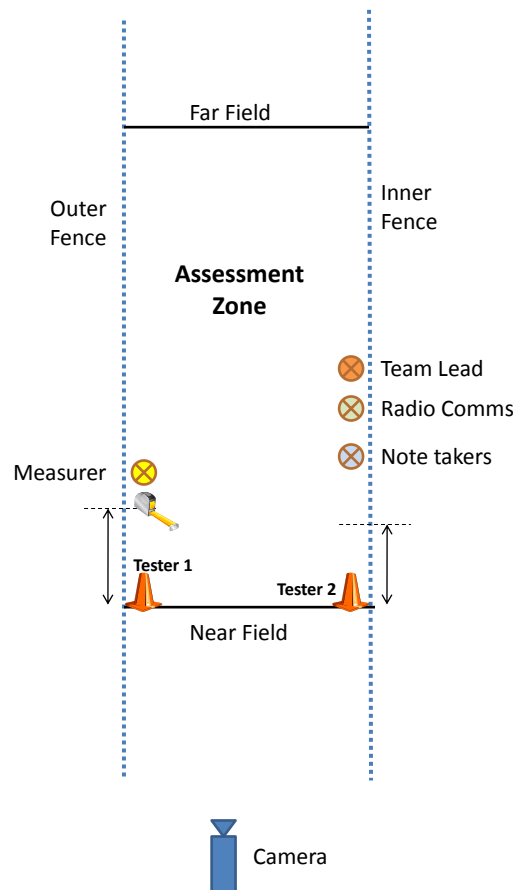 Far Field
Outer
Fence
Inner
Fence
Assessment
Zone
Team Lead
Radio Comms
Measurer
Note takers
Tester 1
Tester 2
Near Field
Camera